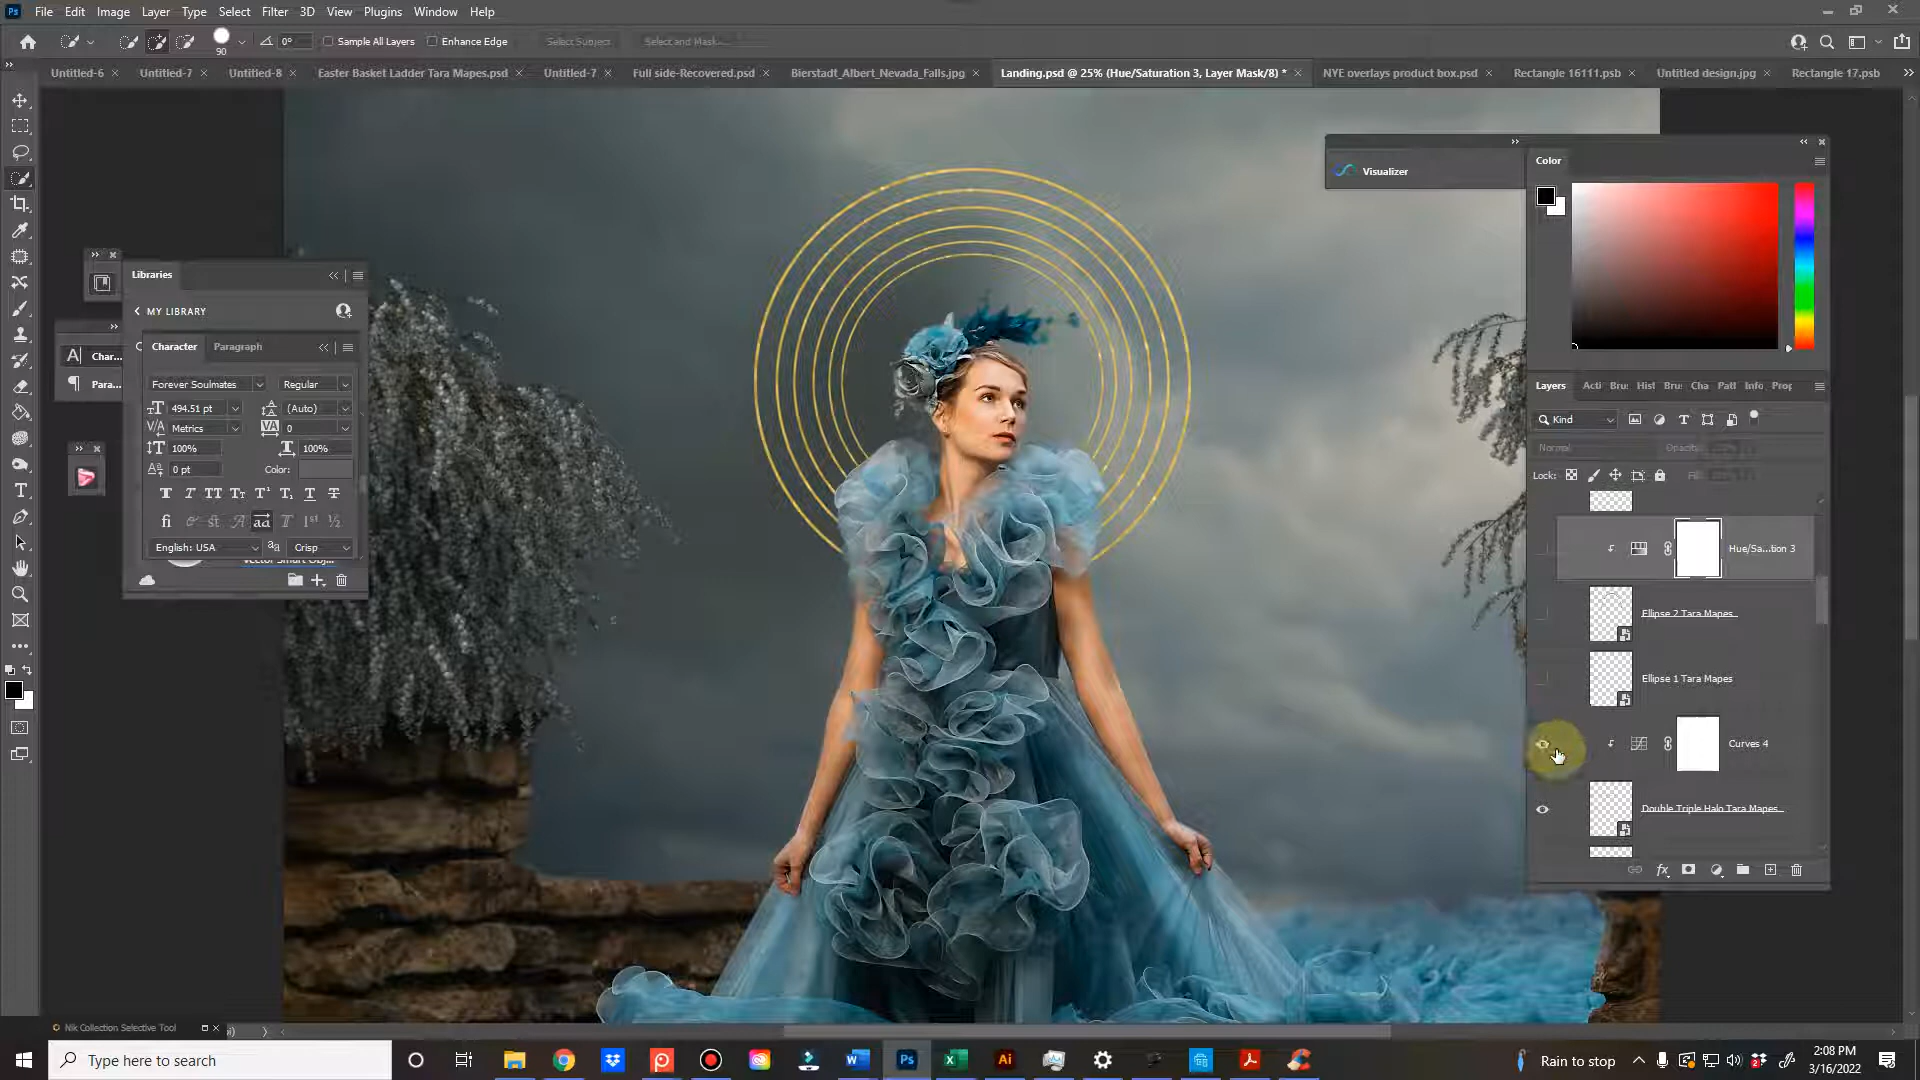 Ps File Edit Image Layer Type Select Filter 3D View Plugins Window Help
90 0° Sample All Layers Enhance Edge Select Subject Select and Mask...
Untitled-6 × Untitled-7 × Untitled-8 × Easter Basket Ladder Tara Mapes.psd × Untitled-7 × Full side-Recovered.psd × Bierstadt_Albert_Nevada_Falls.jpg × Landing.psd @ 25% (Hue/Saturation 3, Layer Mask/8) * × NYE overlays product box.psd × Rectangle 16111.psb × Untitled design.jpg × Rectangle 17.psb
Visualizer
Color
Libraries
MY LIBRARY
Character Paragraph
Char...
Para...
Forever Soulmates Regular
494.51 pt (Auto)
Metrics 0
100% 100%
0 pt Color:
English: USA Crisp
Vector Smart Obj...
Layers Acti Bru Hist Bru Cha Patl Info Prop
Kind
Normal Opacity:
Lock: Fill:
Hue/Sa...tion 3
Ellipse 2 Tara Mapes
Ellipse 1 Tara Mapes
Curves 4
Double Triple Halo Tara Mapes
Nik Collection Selective Tool
Type here to search
Rain to stop
2:08 PM
3/16/2022